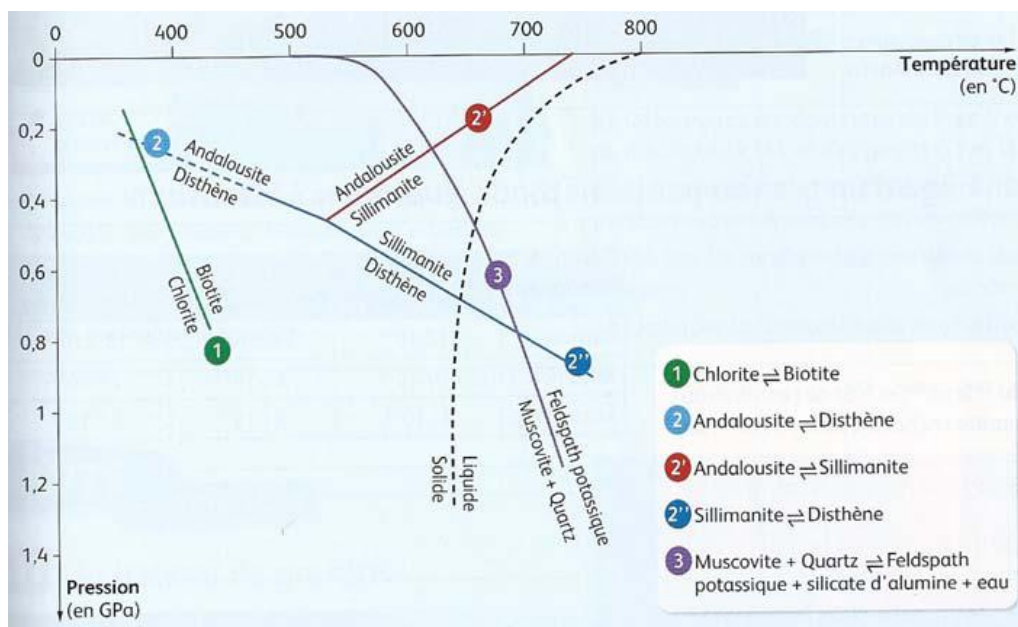 0 400 500 600 700 800
Température
(en °C)
0
0,2
0,4
0,6
0,8
1
1,2
1,4
Pression
(en GPa)
2
Andalousite
Disthène
Andalousite
Sillimanite
2'
Sillimanite
Disthène
3
Biotite
Chlorite
1
2''
Feldspath potassique
Muscovite + Quartz
Liquide
Solide
1 Chlorite ⇌ Biotite
2 Andalousite ⇌ Disthène
2' Andalousite ⇌ Sillimanite
2'' Sillimanite ⇌ Disthène
3 Muscovite + Quartz ⇌ Feldspath
potassique + silicate d'alumine + eau